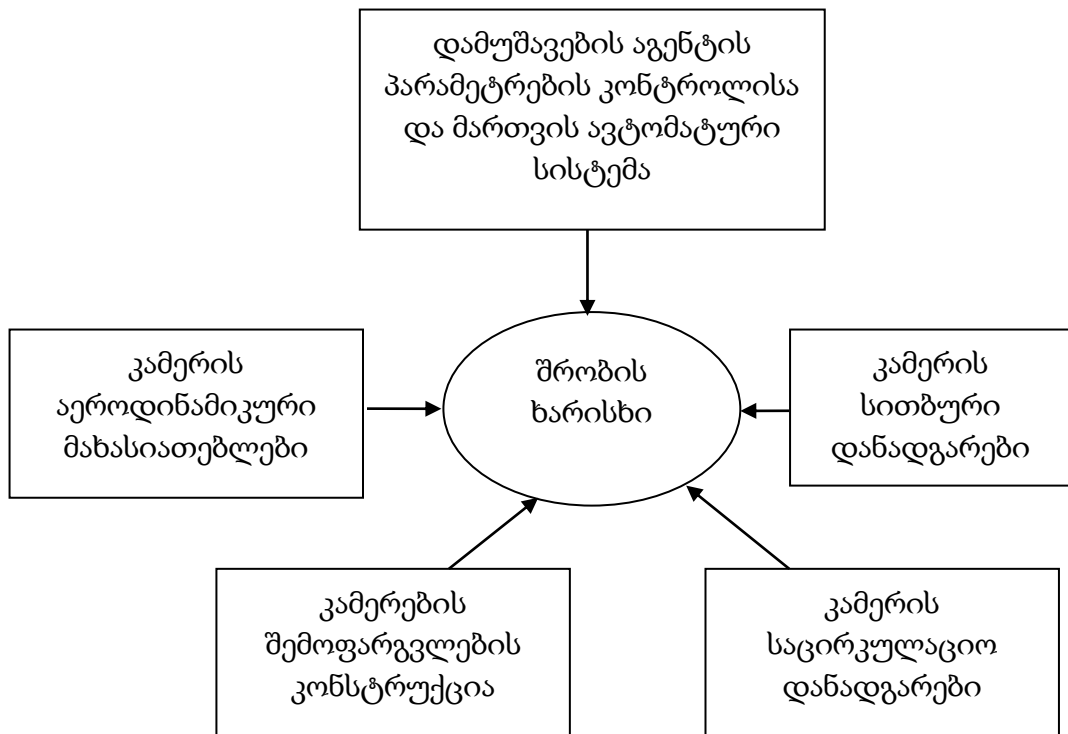 დამუშავების აგენტის
პარამეტრების კონტროლისა
და მართვის ავტომატური
სისტემა
კამერის
აეროდინამიკური
მახასიათებლები
შრობის
ხარისხი
კამერის
სითბური
დანადგარები
კამერების
შემოფარგვლების
კონსტრუქცია
კამერის
საცირკულაციო
დანადგარები